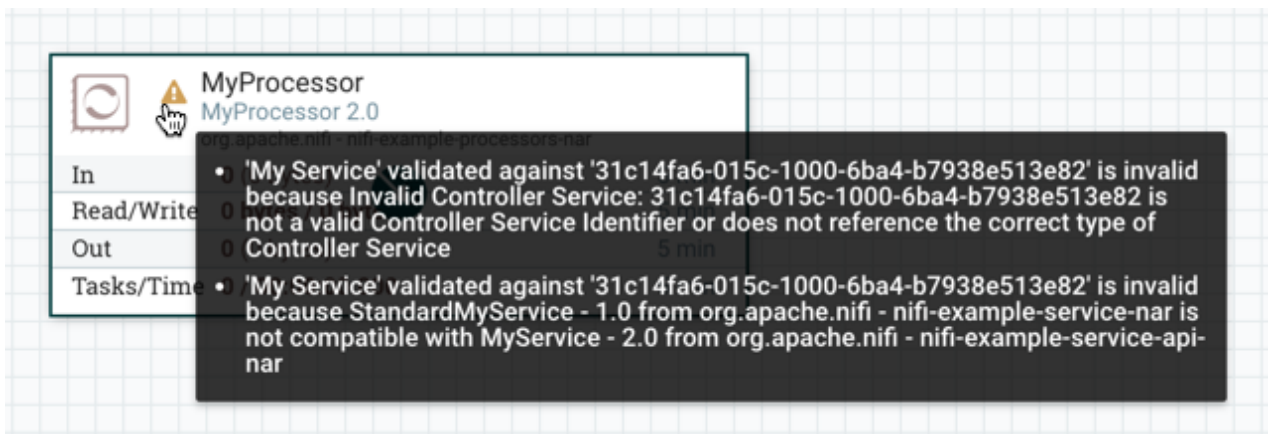 MyProcessor
MyProcessor 2.0
org.apache.nifi - nifi-example-processors-nar
• 'My Service' validated against '31c14fa6-015c-1000-6ba4-b7938e513e82' is invalid
because Invalid Controller Service: 31c14fa6-015c-1000-6ba4-b7938e513e82 is
not a valid Controller Service Identifier or does not reference the correct type of
Controller Service
• 'My Service' validated against '31c14fa6-015c-1000-6ba4-b7938e513e82' is invalid
because StandardMyService - 1.0 from org.apache.nifi - nifi-example-service-nar is
not compatible with MyService - 2.0 from org.apache.nifi - nifi-example-service-api-
nar
In
Read/Write
Out
5 min
Tasks/Time